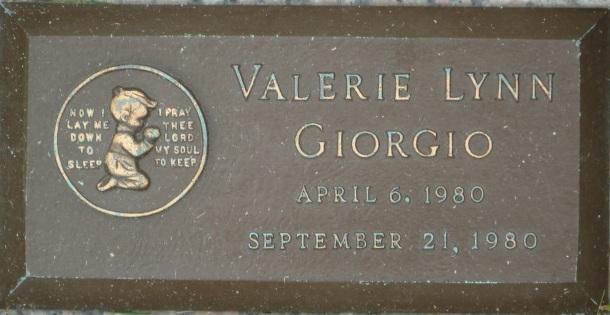 NOW I
LAY ME
DOWN
TO
SLEEP
I PRAY
THEE
LORD
MY SOUL
TO KEEP
VALERIE LYNN
GIORGIO
APRIL 6, 1980
SEPTEMBER 21, 1980